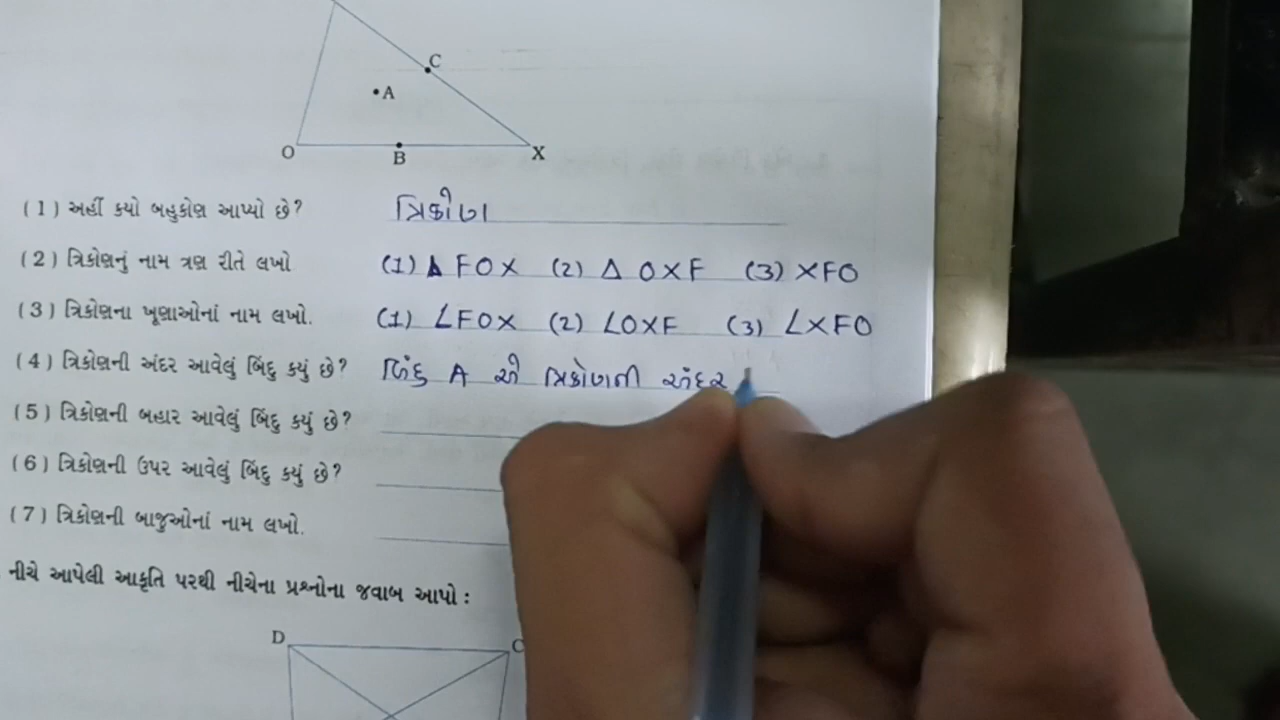 C
A
O B X
(1) અહીં કયો બહુકોણ આપ્યો છે? ત્રિકોણ
(2) ત્રિકોણનું નામ ત્રણ રીતે લખો (1) Δ FOX (2) Δ OXF (3) XFO
(3) ત્રિકોણના ખૂણાઓનાં નામ લખો. (1) ∠FOX (2) ∠OXF (3) ∠XFO
(4) ત્રિકોણની અંદર આવેલું બિંદુ કયું છે? બિંદુ A એ ત્રિકોણની અંદર
(5) ત્રિકોણની બહાર આવેલું બિંદુ કયું છે?
(6) ત્રિકોણની ઉપર આવેલું બિંદુ કયું છે?
(7) ત્રિકોણની બાજુઓનાં નામ લખો.
નીચે આપેલી આકૃતિ પરથી નીચેના પ્રશ્નોના જવાબ આપો :
D C